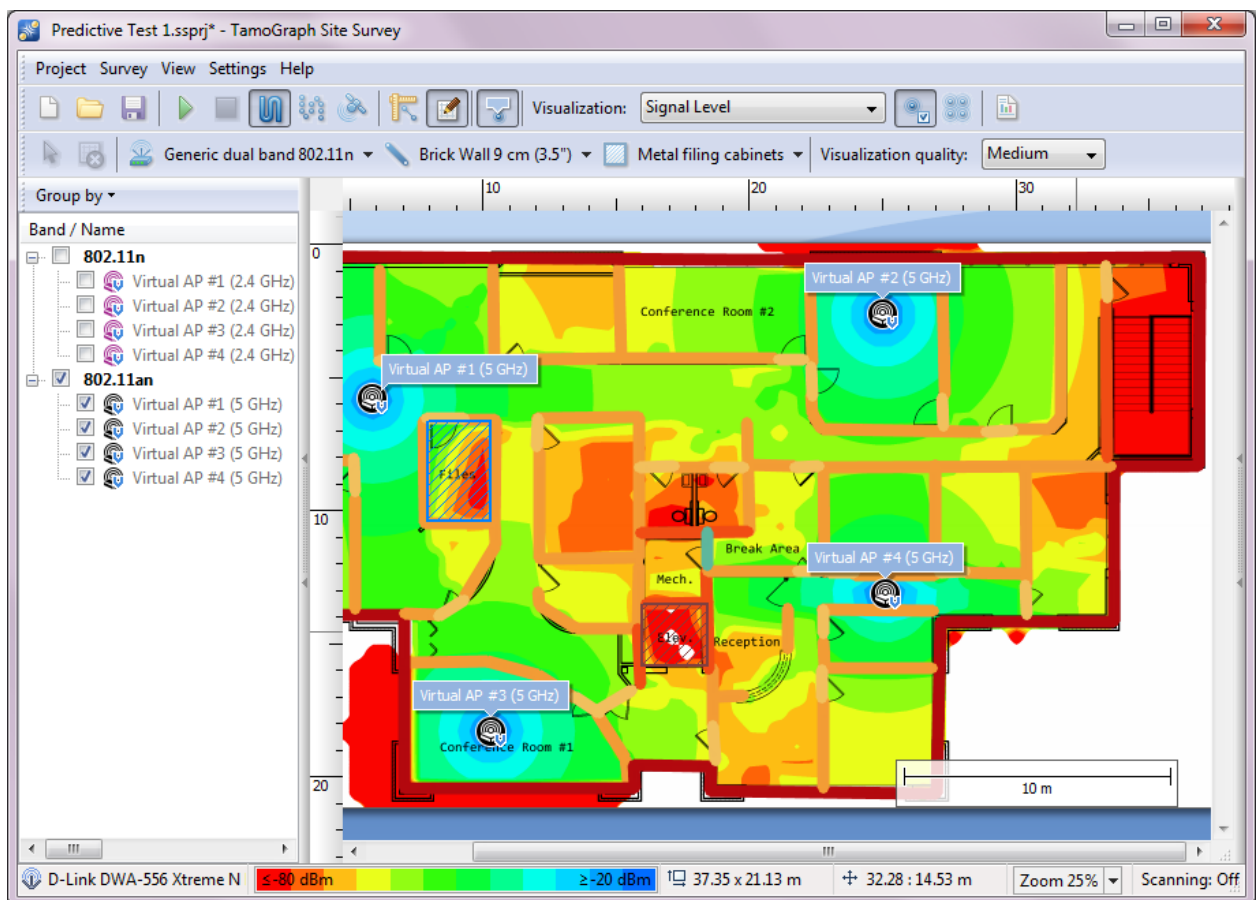 Predictive Test 1.ssprj* - TamoGraph Site Survey
Project Survey View Settings Help
Visualization: Signal Level
Generic dual band 802.11n Brick Wall 9 cm (3.5") Metal filing cabinets Visualization quality: Medium
Group by
Band / Name
802.11n
Virtual AP #1 (2.4 GHz)
Virtual AP #2 (2.4 GHz)
Virtual AP #3 (2.4 GHz)
Virtual AP #4 (2.4 GHz)
802.11an
Virtual AP #1 (5 GHz)
Virtual AP #2 (5 GHz)
Virtual AP #3 (5 GHz)
Virtual AP #4 (5 GHz)
10 20 30
0
10
20
Virtual AP #2 (5 GHz)
Conference Room #2
Virtual AP #1 (5 GHz)
Files
Break Area
Virtual AP #4 (5 GHz)
Mech.
Elev.
Reception
Virtual AP #3 (5 GHz)
Conference Room #1
10 m
D-Link DWA-556 Xtreme N ≤-80 dBm ≥-20 dBm 37.35 x 21.13 m 32.28 : 14.53 m Zoom 25% Scanning: Off